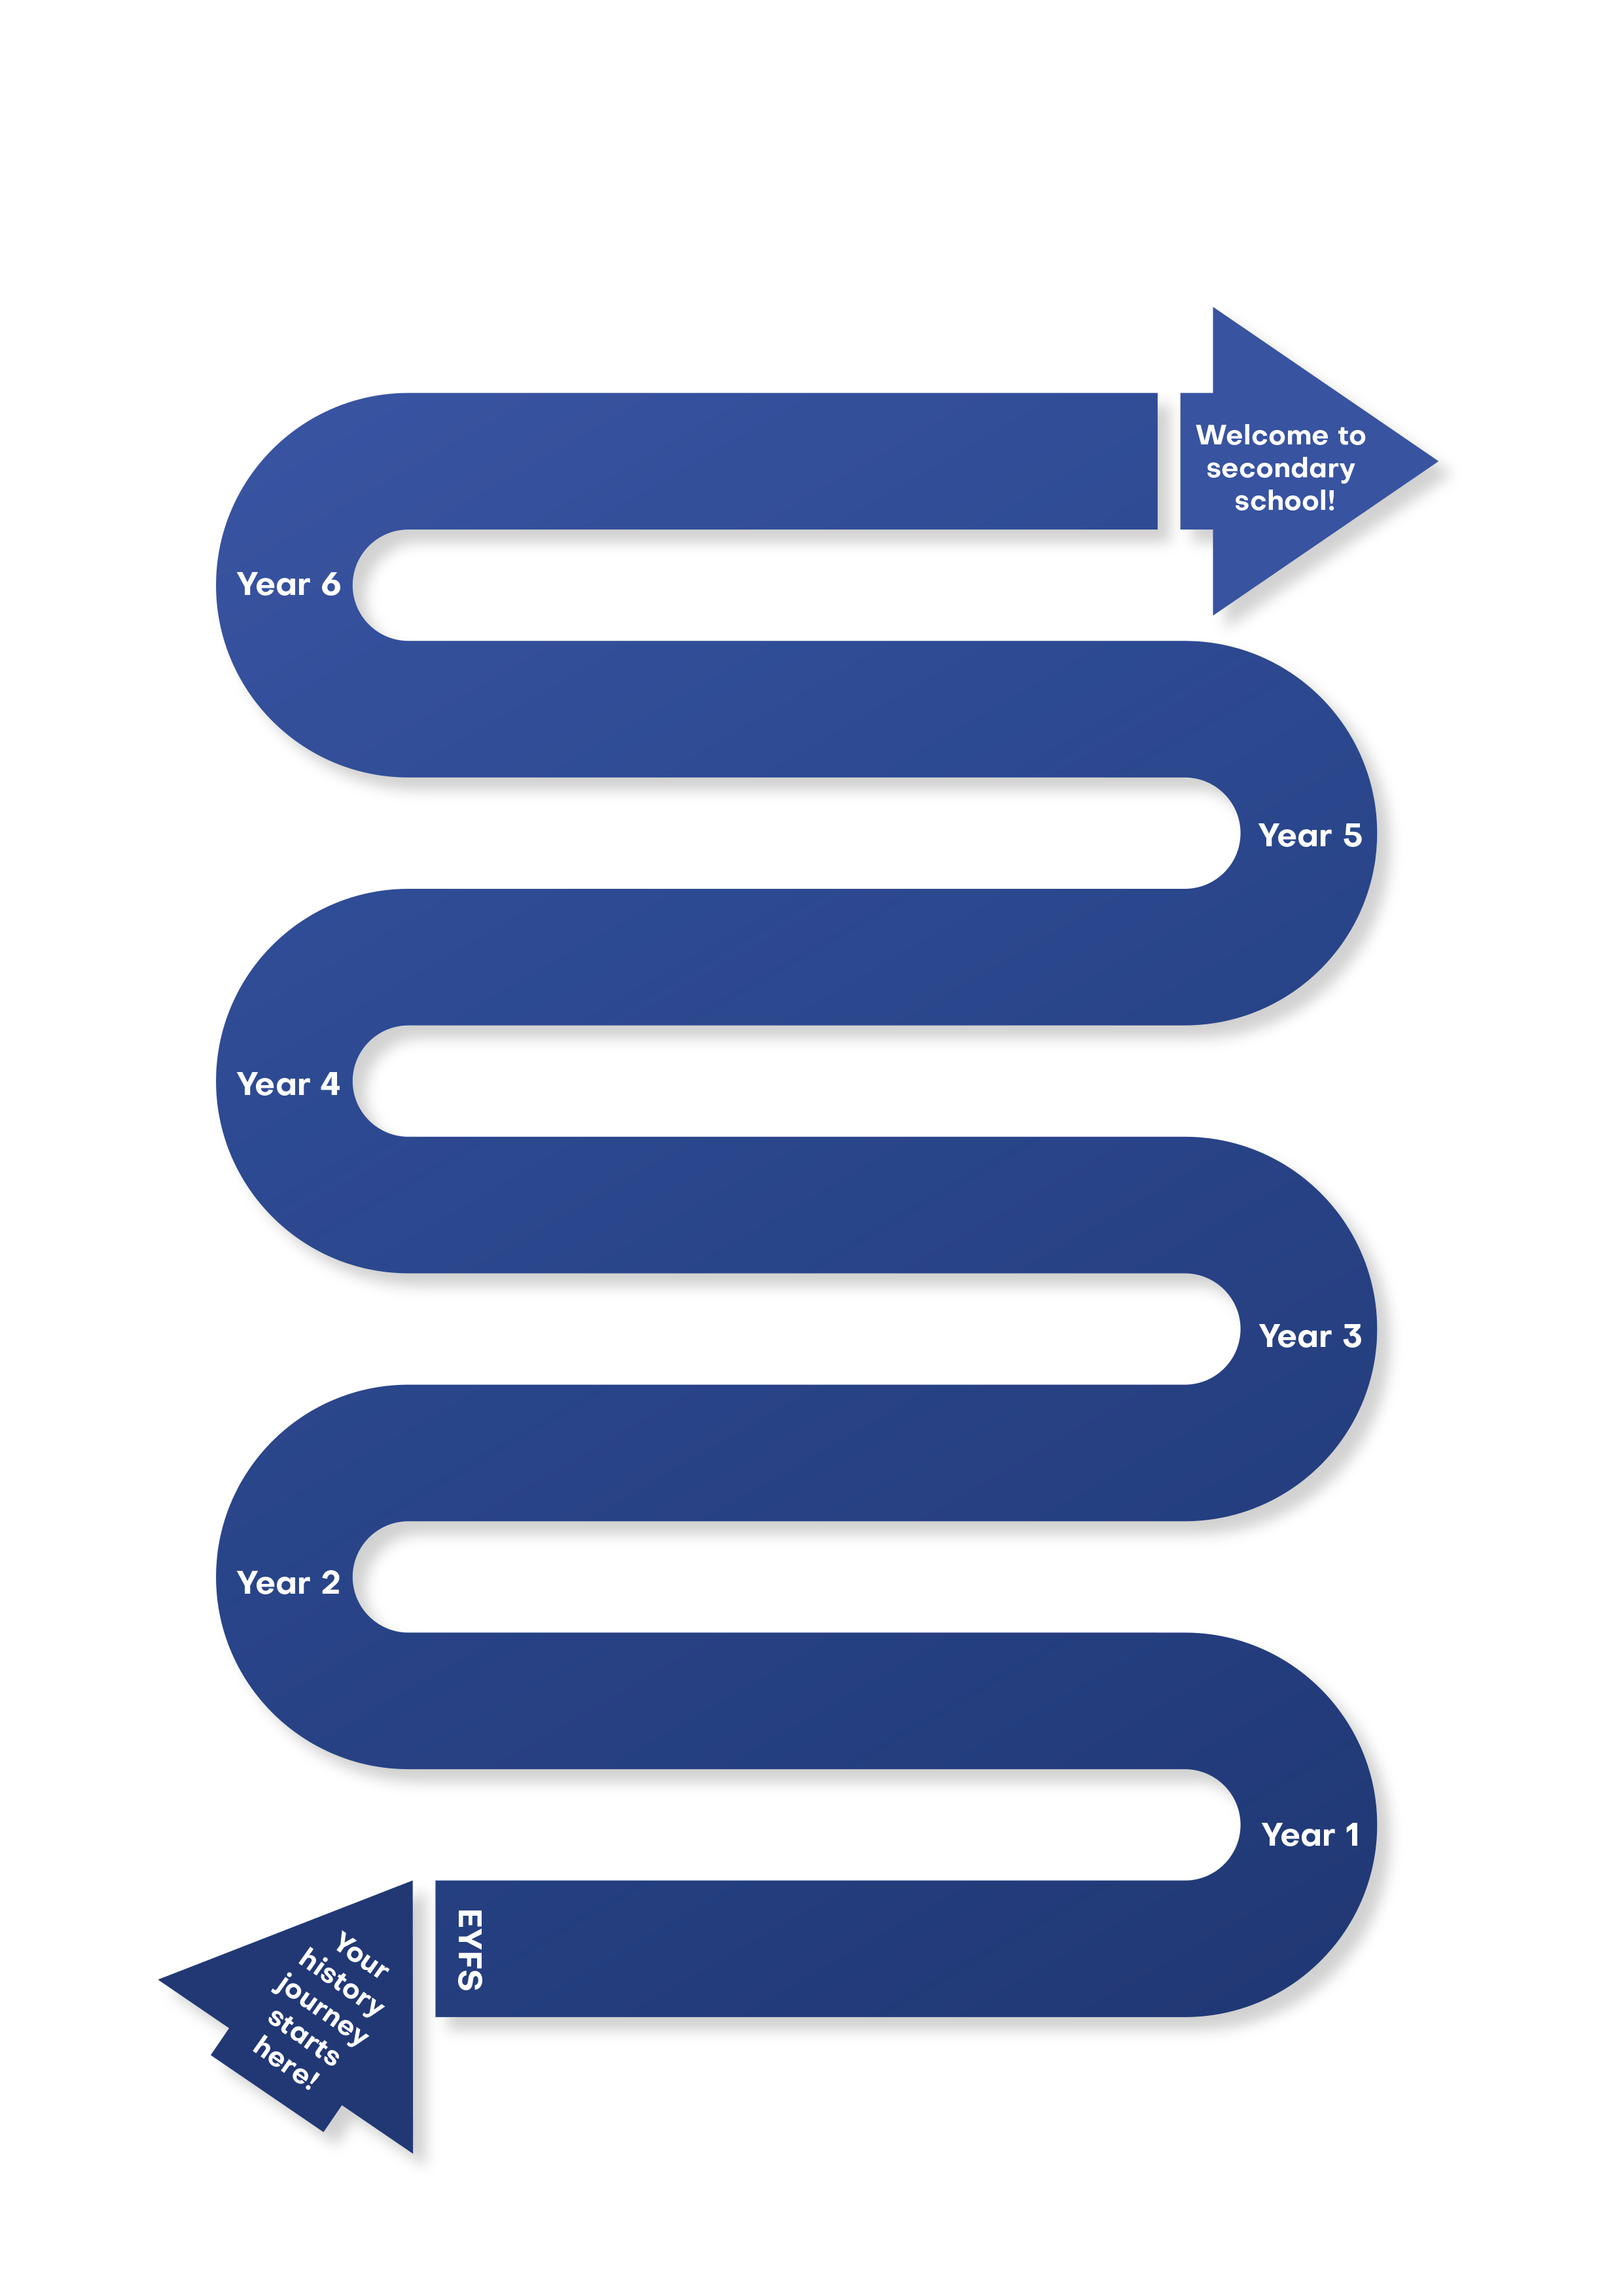 Welcome to
secondary
school!
Year 6
Year 5
Year 4
Year 3
Year 2
Year 1
EYFS
Your
history
journey
starts
here!